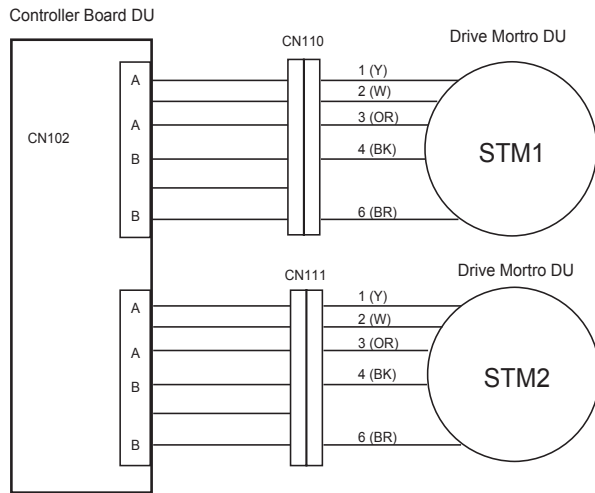 Controller Board DU
CN110
Drive Mortro DU
A
1 (Y)
2 (W)
A
3 (OR)
CN102
STM1
B
4 (BK)
B
6 (BR)
CN111
Drive Mortro DU
A
1 (Y)
2 (W)
A
3 (OR)
B
4 (BK)
STM2
B
6 (BR)